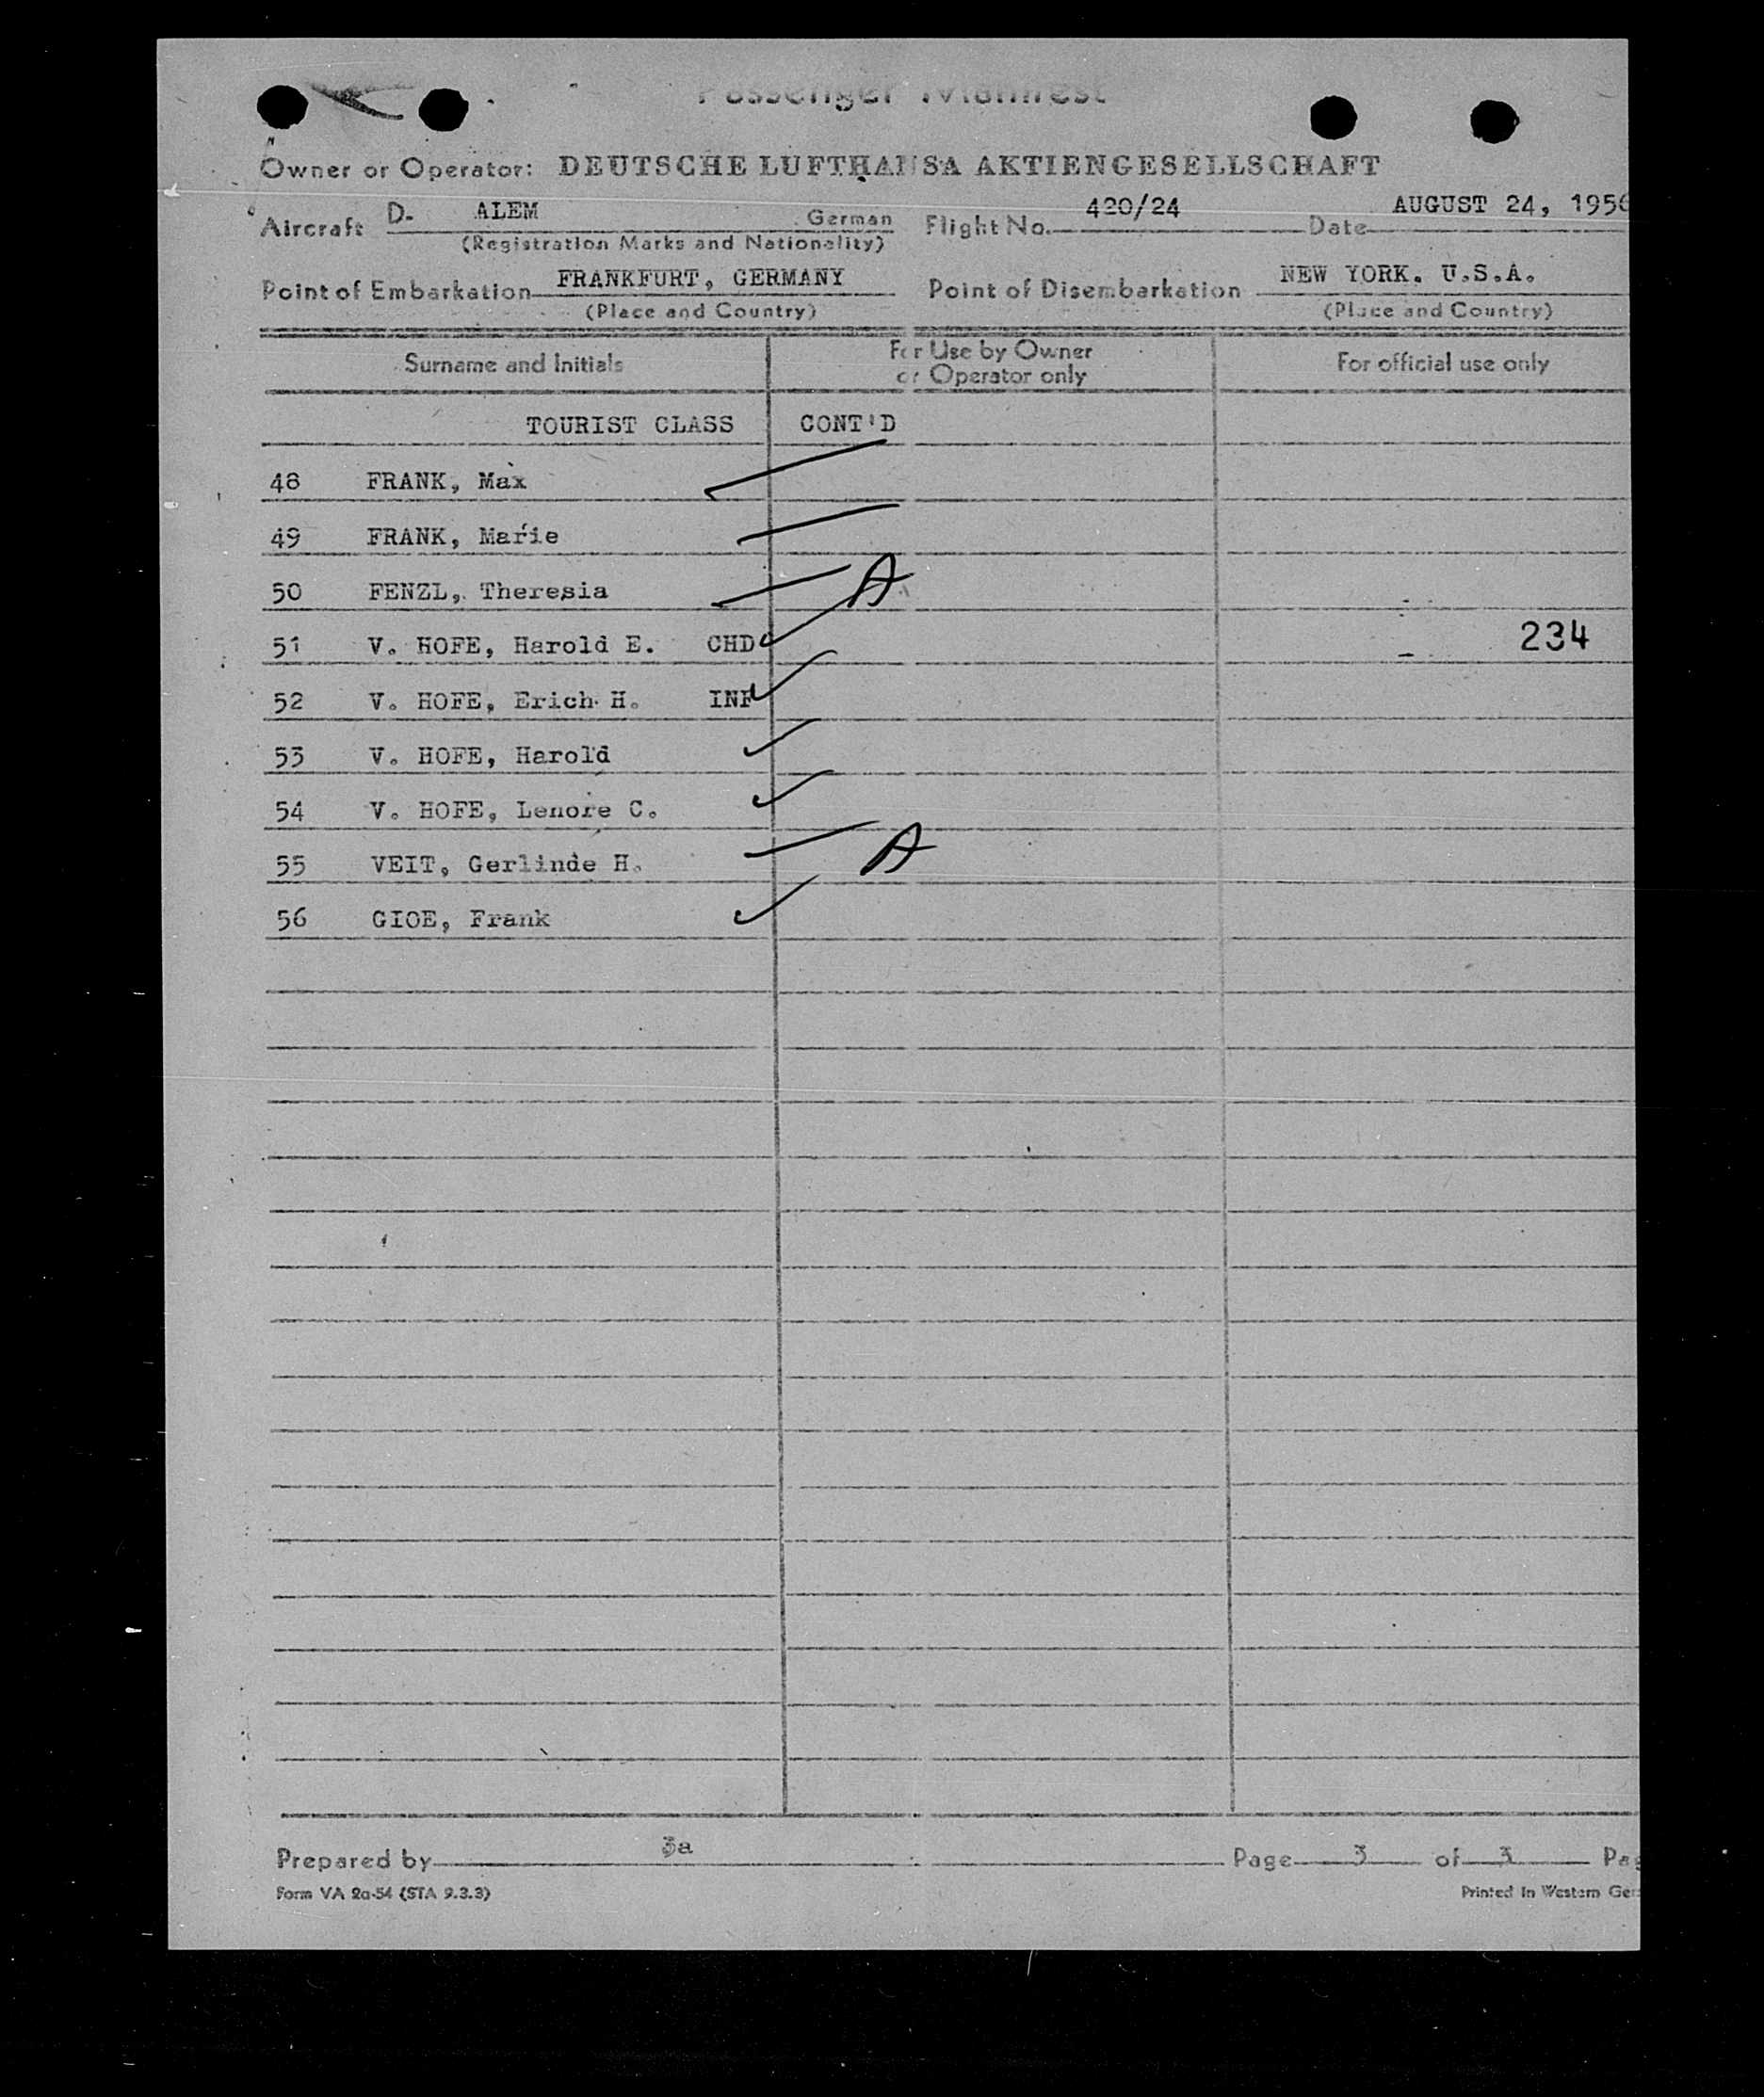 Passenger Manifest
Owner or Operator: DEUTSCHE LUFTHANSA AKTIENGESELLSCHAFT
Aircraft D- ALEM German Flight No. 420/24 Date AUGUST 24, 1956
(Registration Marks and Nationality)
Point of Embarkation FRANKFURT, GERMANY Point of Disembarkation NEW YORK. U.S.A.
(Place and Country) (Place and Country)
Surname and Initials For Use by Owner or Operator only For official use only
TOURIST CLASS CONT'D
48 FRANK, Max
49 FRANK, Marie
50 FENZL, Theresia A
51 V. HOFE, Harold E. CHD 234
52 V. HOFE, Erich H. INF
53 V. HOFE, Harold
54 V. HOFE, Lenore C.
55 VEIT, Gerlinde H. A
56 GIOE, Frank
Prepared by Page 3 of 3 Pag
Form VA 2a-54 (STA 9.3.3) Printed in Western Ger